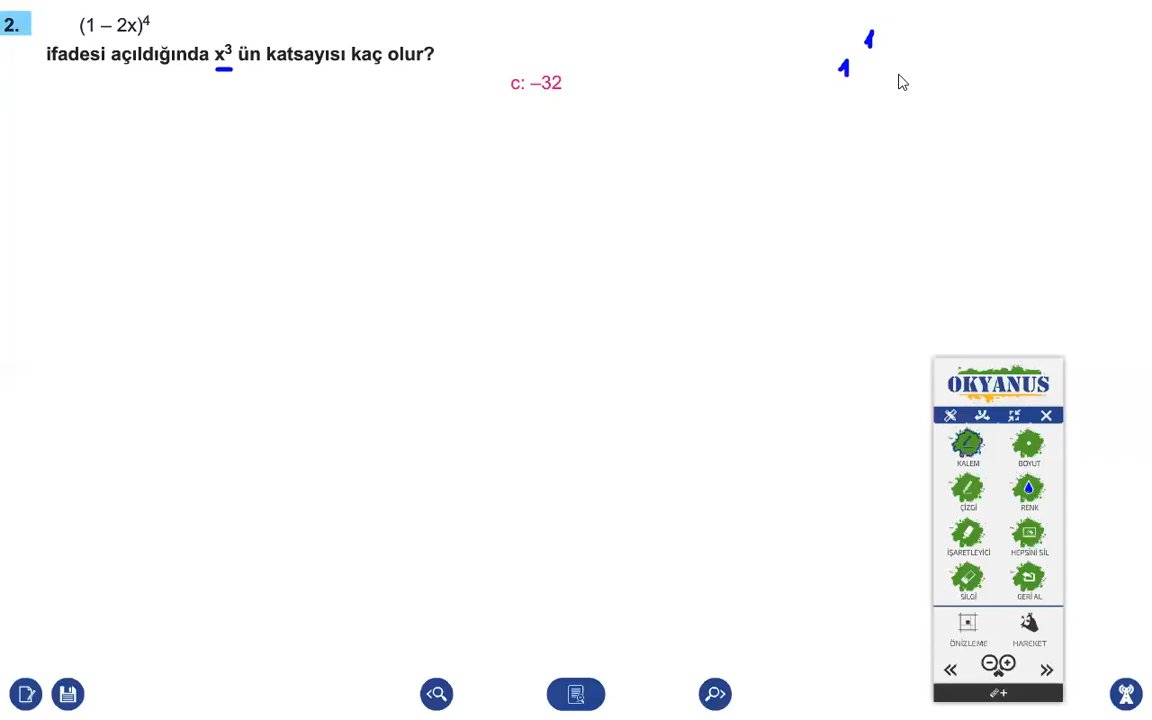 2. (1 – 2x)⁴
ifadesi açıldığında x³ ün katsayısı kaç olur?
c: –32
1
1
OKYANUS
KALEM BOYUT
ÇİZGİ RENK
İŞARETLEYİCİ HEPSİNİ SİL
SİLGİ GERİ AL
ÖNİZLEME HAREKET